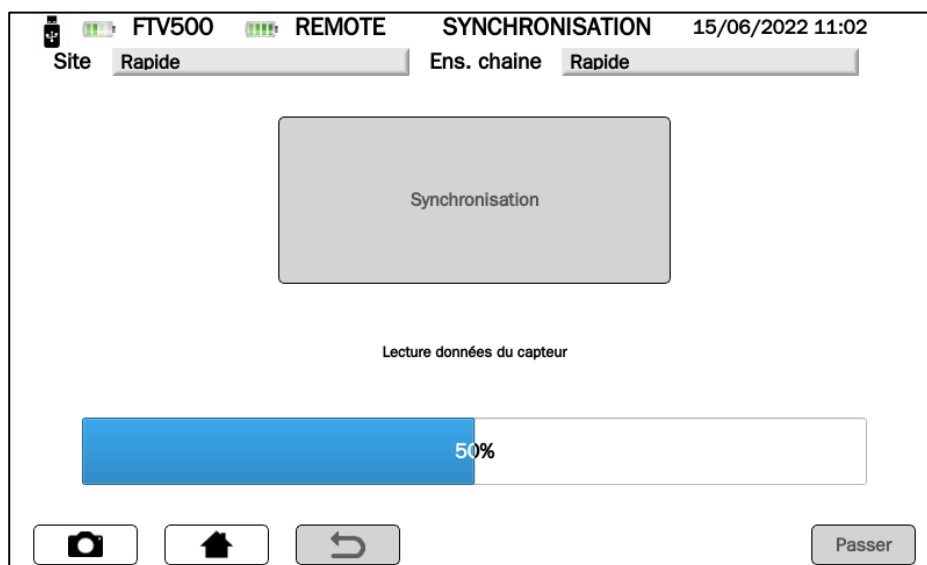 FTV500 REMOTE SYNCHRONISATION 15/06/2022 11:02
Site Rapide Ens. chaine Rapide
Synchronisation
Lecture données du capteur
50%
Passer